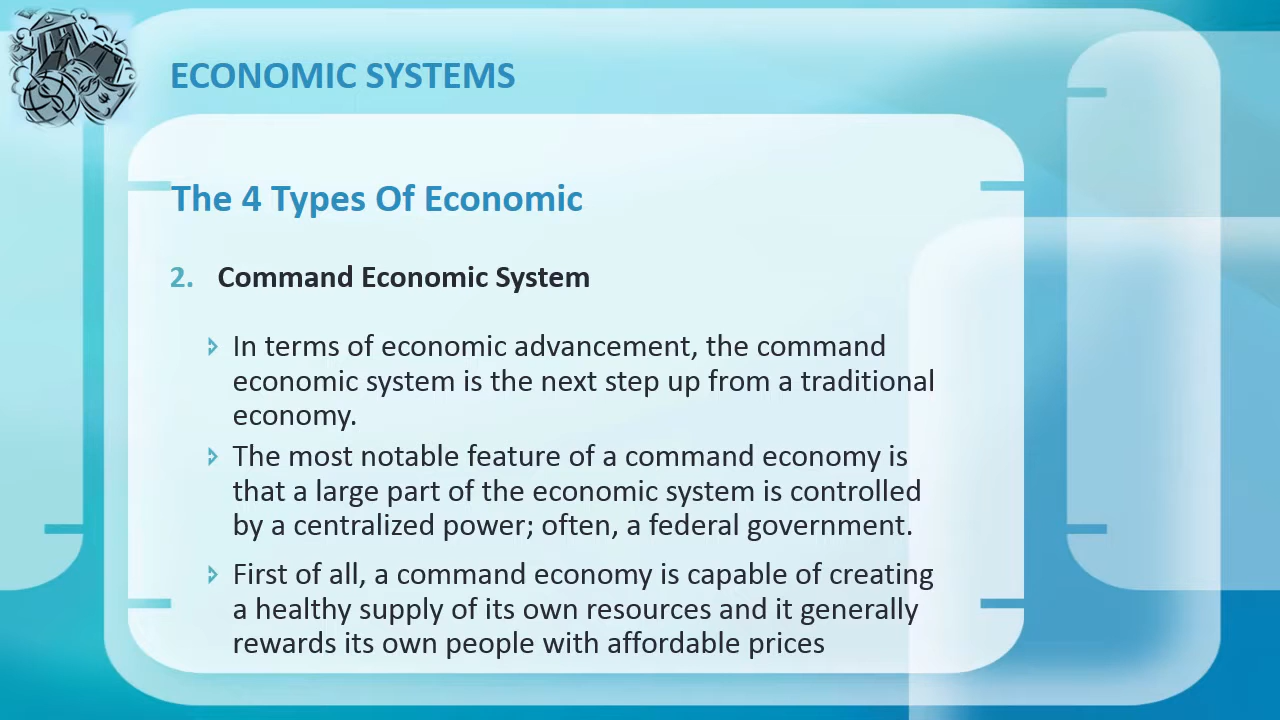 ECONOMIC SYSTEMS
The 4 Types Of Economic
2. Command Economic System
In terms of economic advancement, the command
economic system is the next step up from a traditional
economy.
The most notable feature of a command economy is
that a large part of the economic system is controlled
by a centralized power; often, a federal government.
First of all, a command economy is capable of creating
a healthy supply of its own resources and it generally
rewards its own people with affordable prices